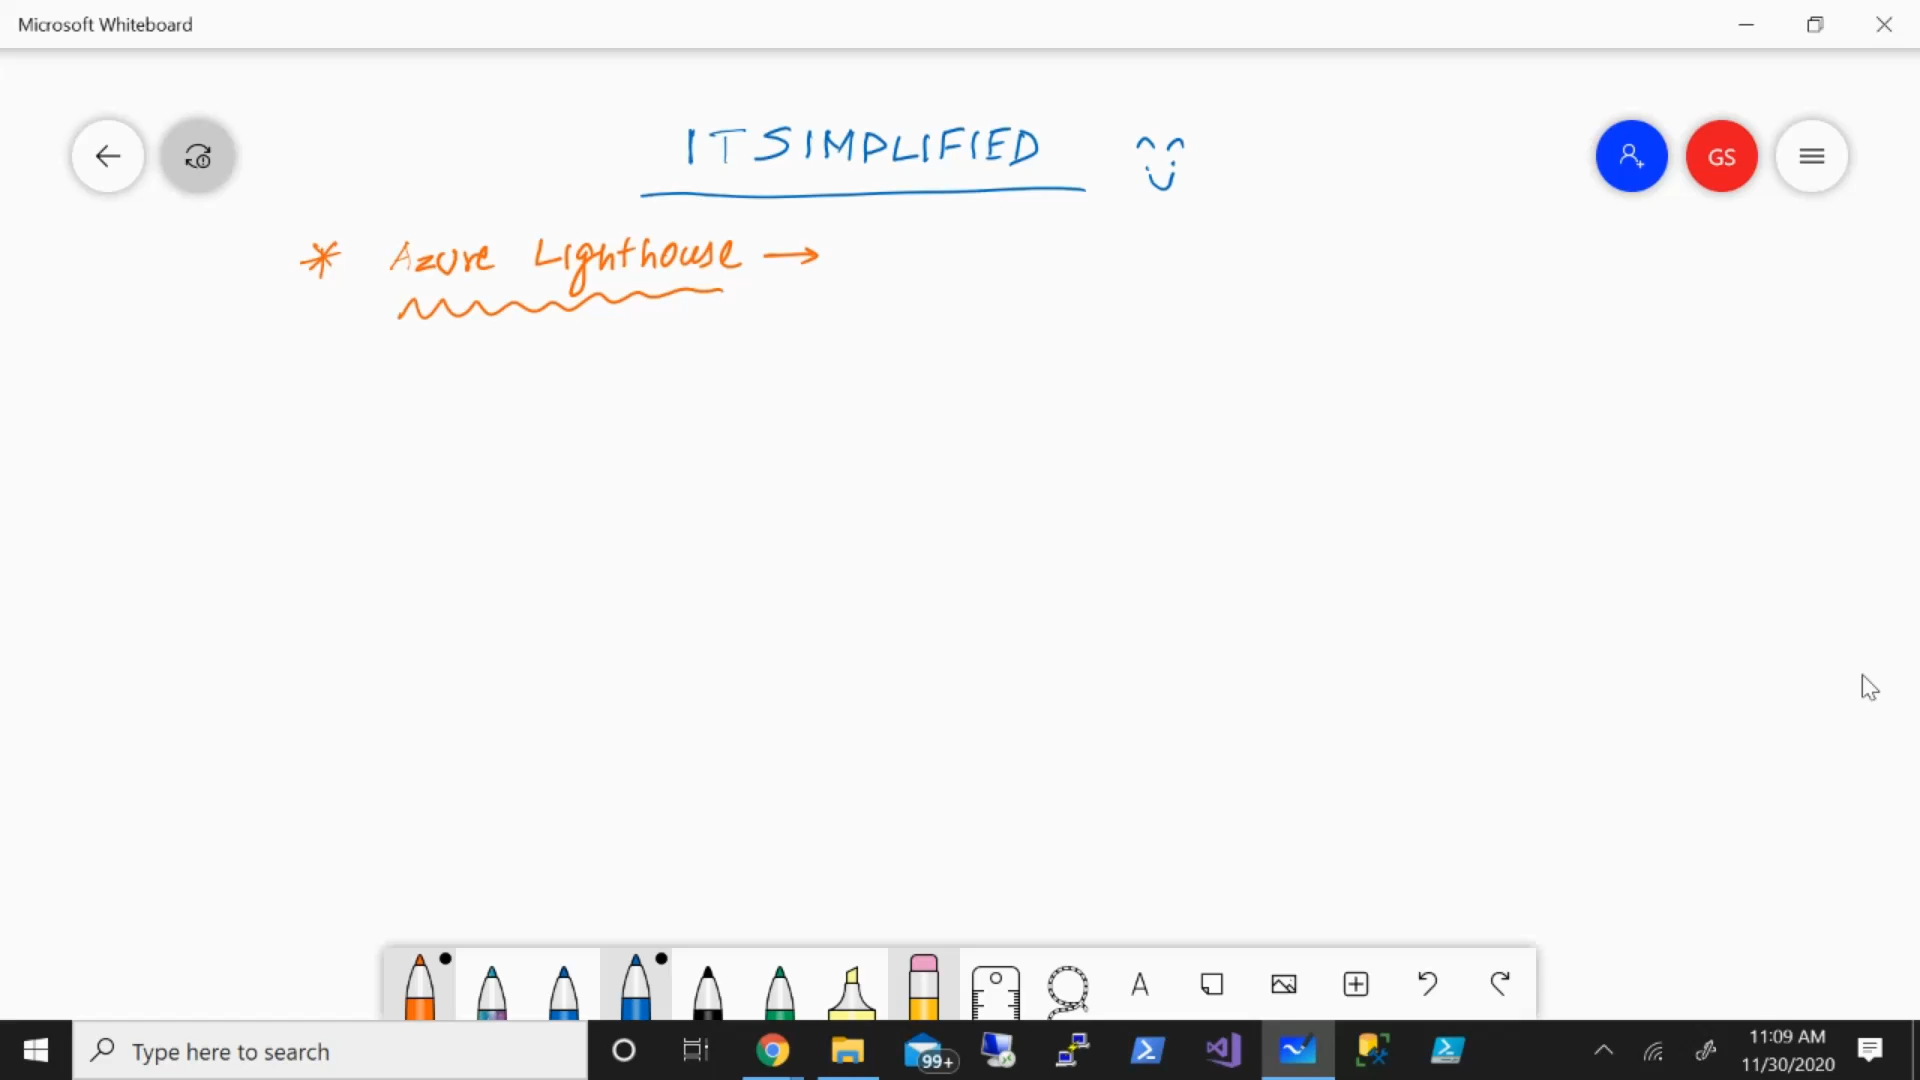 Microsoft Whiteboard
ITSIMPLIFIED
GS
* Azure Lighthouse →
A
Type here to search
99+
11:09 AM
11/30/2020